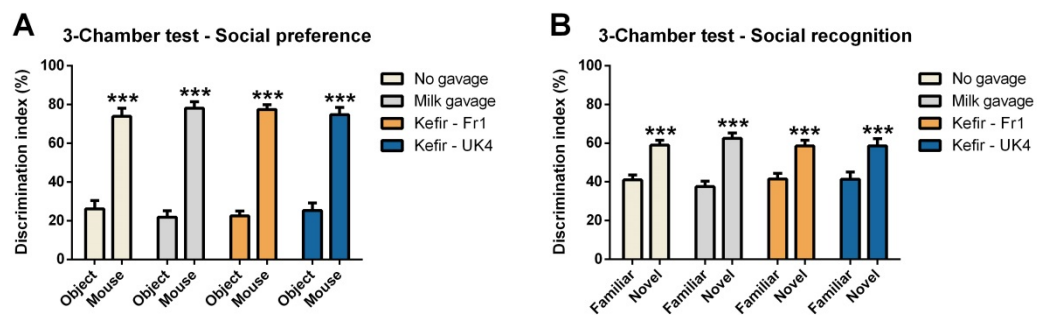 A
3-Chamber test - Social preference
Discrimination index (%)
100
80
60
40
20
0
***
***
***
***
Object
Mouse
Object
Mouse
Object
Mouse
Object
Mouse
No gavage
Milk gavage
Kefir - Fr1
Kefir - UK4
B
3-Chamber test - Social recognition
Discrimination index (%)
100
80
60
40
20
0
***
***
***
***
Familiar
Novel
Familiar
Novel
Familiar
Novel
Familiar
Novel
No gavage
Milk gavage
Kefir - Fr1
Kefir - UK4